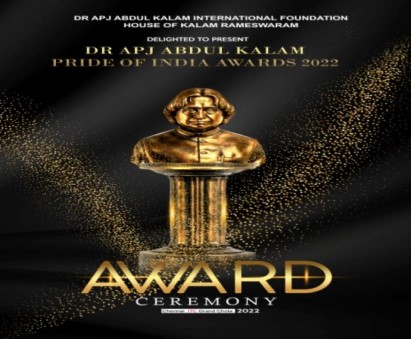 DR APJ ABDUL KALAM INTERNATIONAL FOUNDATION
HOUSE OF KALAM RAMESWARAM
DELIGHTED TO PRESENT
DR APJ ABDUL KALAM
PRIDE OF INDIA AWARDS 2022
AWARD
CEREMONY
Chennai ITC Grand Chola 2022